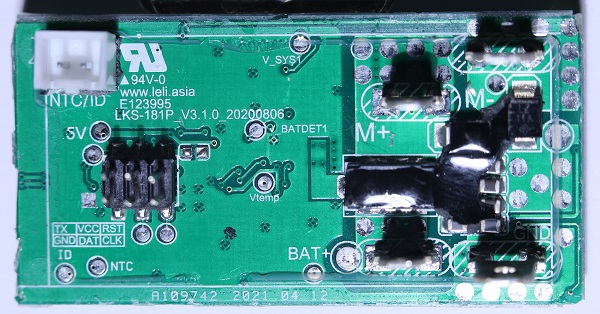 V_SYS1
▲94V-0
www.leli.asia
E123995
NTC/ID
LKS-181P_V3.1.0_20200806
5V
V_BATDET1
M+
M-
Vtemp
TX VCC RST
GND DAT CLK
ID
NTC
BAT+
GND
A109742 2021 04 12